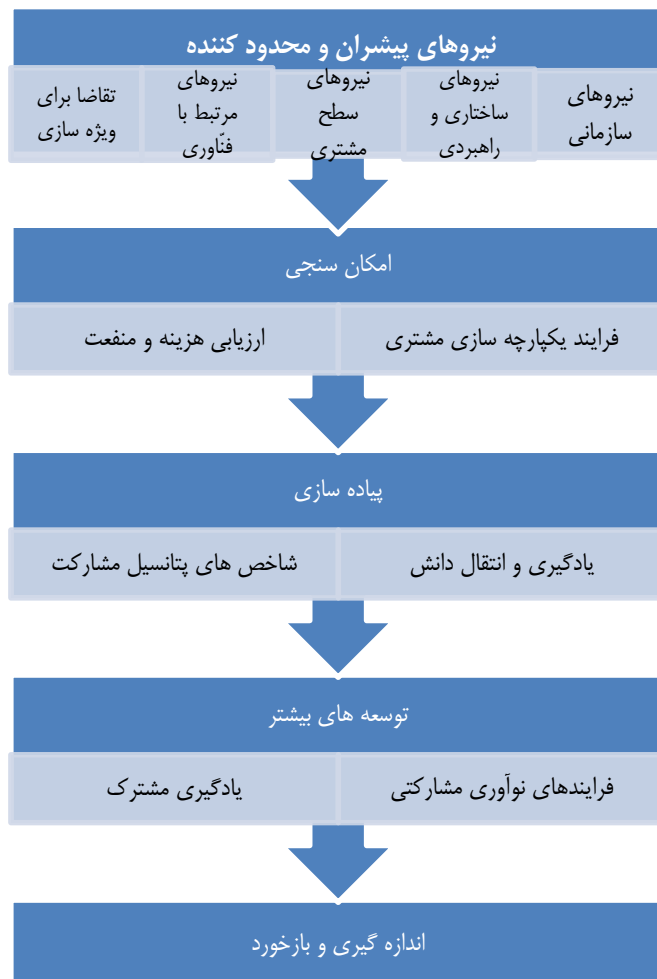 نیروهای پیشران و محدود کننده
نیروهای
سازمانی
نیروهای
ساختاری و
راهبردی
نیروهای
سطح
مشتری
نیروهای
مرتبط با
فنّاوری
تقاضا برای
ویژه سازی
امکان سنجی
فرایند یکپارچه سازی مشتری
ارزیابی هزینه و منفعت
پیاده سازی
یادگیری و انتقال دانش
شاخص های پتانسیل مشارکت
توسعه های بیشتر
فرایندهای نوآوری مشارکتی
یادگیری مشترک
اندازه گیری و بازخورد